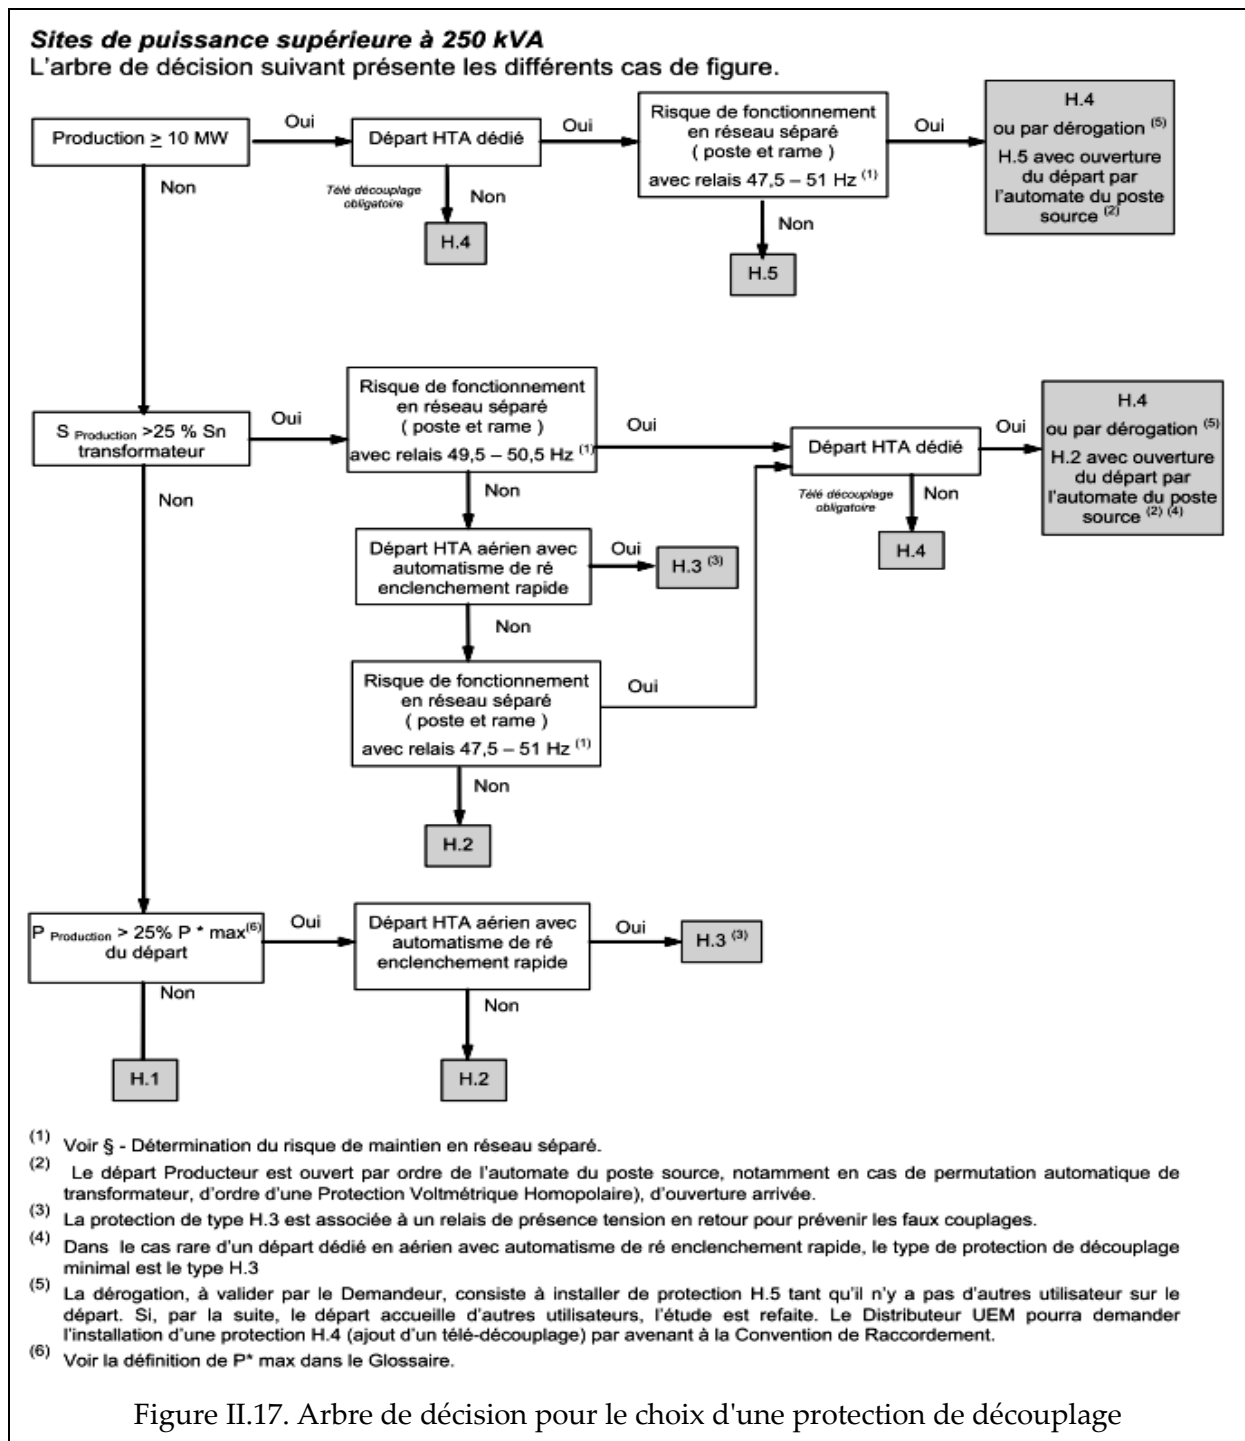 Sites de puissance supérieure à 250 kVA
L'arbre de décision suivant présente les différents cas de figure.
Production ≥ 10 MW
Oui
Départ HTA dédié
Oui
Risque de fonctionnement
en réseau séparé
( poste et rame )
avec relais 47,5 – 51 Hz (1)
Oui
H.4
ou par dérogation (5)
H.5 avec ouverture
du départ par
l'automate du poste
source (2)
Non
Télé découplage
obligatoire
Non
H.4
Non
H.5
S Production >25 % Sn
transformateur
Oui
Risque de fonctionnement
en réseau séparé
( poste et rame )
avec relais 49,5 – 50,5 Hz (1)
Oui
Départ HTA dédié
Oui
H.4
ou par dérogation (5)
H.2 avec ouverture
du départ par
l'automate du poste
source (2) (4)
Non
Non
Télé découplage
obligatoire
Non
H.4
Départ HTA aérien avec
automatisme de ré
enclenchement rapide
Oui
H.3 (3)
Non
Risque de fonctionnement
en réseau séparé
( poste et rame )
avec relais 47,5 – 51 Hz (1)
Oui
Non
H.2
P Production > 25% P * max(6)
du départ
Oui
Départ HTA aérien avec
automatisme de ré
enclenchement rapide
Oui
H.3 (3)
Non
Non
H.1
H.2
(1) Voir § - Détermination du risque de maintien en réseau séparé.
(2) Le départ Producteur est ouvert par ordre de l'automate du poste source, notamment en cas de permutation automatique de
transformateur, d'ordre d'une Protection Voltmétrique Homopolaire), d'ouverture arrivée.
(3) La protection de type H.3 est associée à un relais de présence tension en retour pour prévenir les faux couplages.
(4) Dans le cas rare d'un départ dédié en aérien avec automatisme de ré enclenchement rapide, le type de protection de découplage
minimal est le type H.3
(5) La dérogation, à valider par le Demandeur, consiste à installer de protection H.5 tant qu'il n'y a pas d'autres utilisateur sur le
départ. Si, par la suite, le départ accueille d'autres utilisateurs, l'étude est refaite. Le Distributeur UEM pourra demander
l'installation d'une protection H.4 (ajout d'un télé-découplage) par avenant à la Convention de Raccordement.
(6) Voir la définition de P* max dans le Glossaire.
Figure II.17. Arbre de décision pour le choix d'une protection de découplage